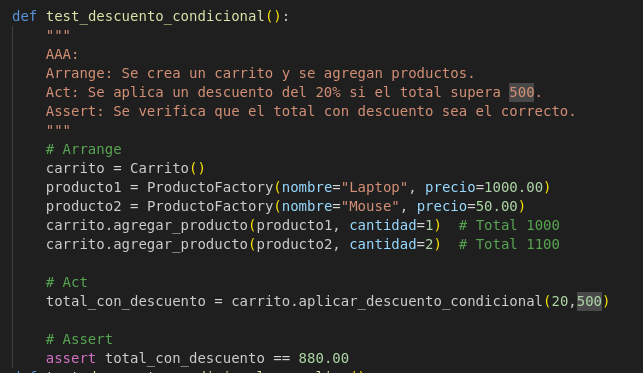 def test_descuento_condicional():
    """
    AAA:
    Arrange: Se crea un carrito y se agregan productos.
    Act: Se aplica un descuento del 20% si el total supera 500.
    Assert: Se verifica que el total con descuento sea el correcto.
    """
    # Arrange
    carrito = Carrito()
    producto1 = ProductoFactory(nombre="Laptop", precio=1000.00)
    producto2 = ProductoFactory(nombre="Mouse", precio=50.00)
    carrito.agregar_producto(producto1, cantidad=1)  # Total 1000
    carrito.agregar_producto(producto2, cantidad=2)  # Total 1100
    # Act
    total_con_descuento = carrito.aplicar_descuento_condicional(20,500)
    # Assert
    assert total_con_descuento == 880.00